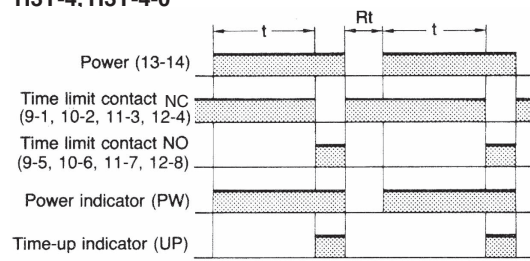 H3Y-4, H3Y-4-0
t Rt t
Power (13-14)
Time limit contact NC
(9-1, 10-2, 11-3, 12-4)
Time limit contact NO
(9-5, 10-6, 11-7, 12-8)
Power indicator (PW)
Time-up indicator (UP)